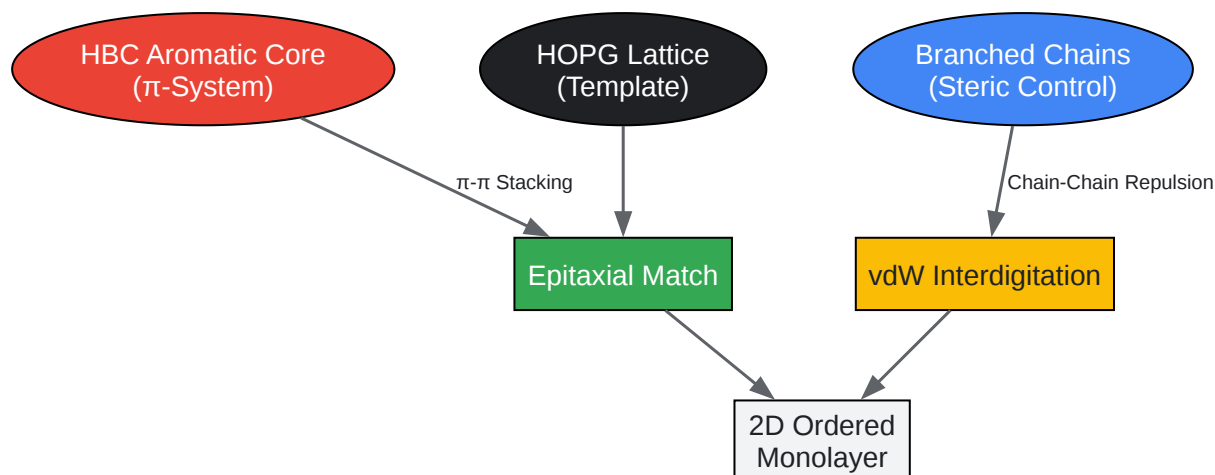 HBC Aromatic Core
(π-System)
HOPG Lattice
(Template)
Branched Chains
(Steric Control)
π-π Stacking
Chain-Chain Repulsion
Epitaxial Match
vdW Interdigitation
2D Ordered
Monolayer